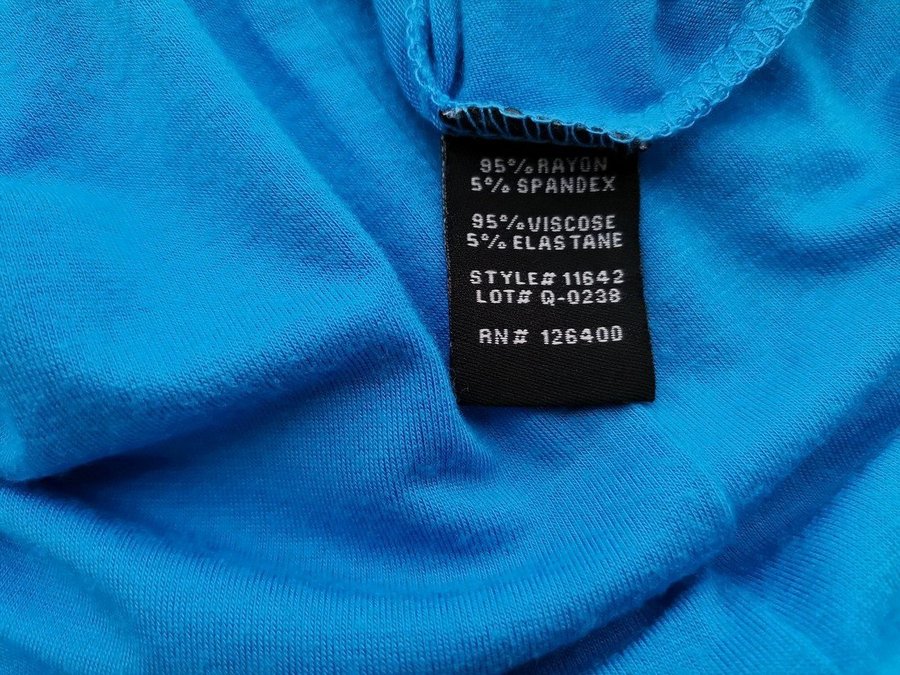 95% RAYON
5% SPANDEX
95% VISCOSE
5% ELASTANE
STYLE# 11642
LOT# Q-0238
RN# 126400